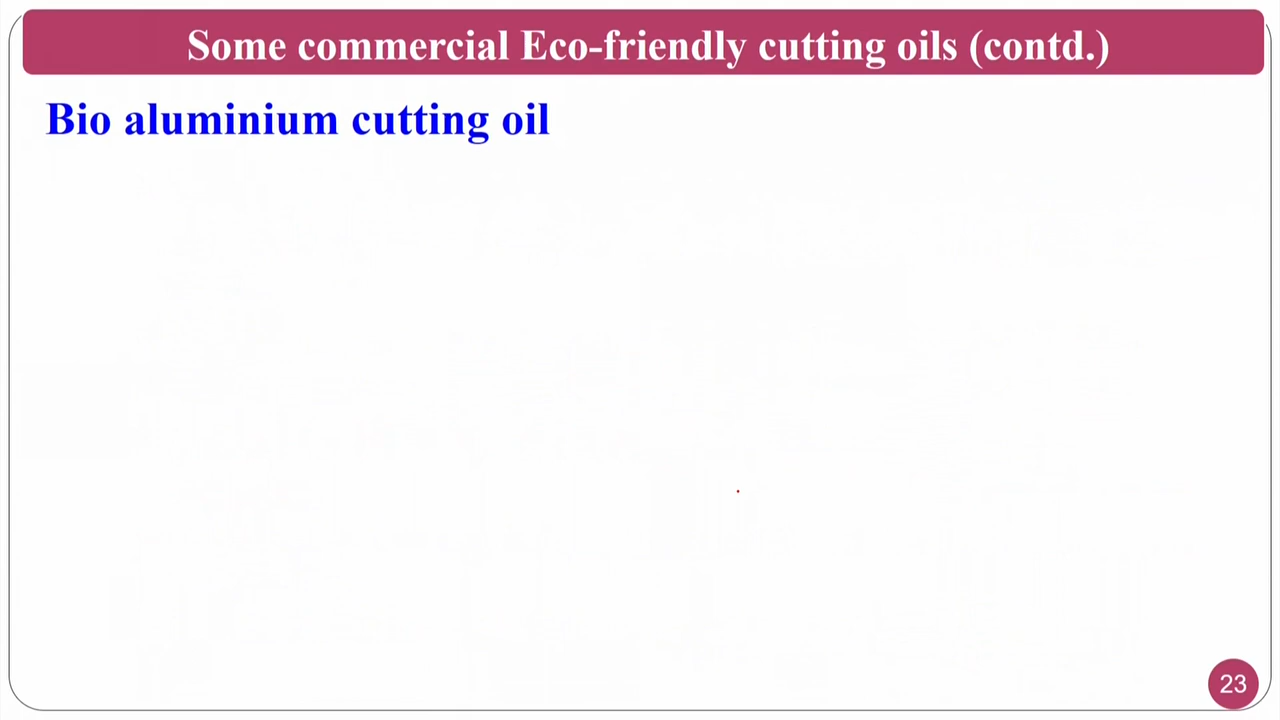 Some commercial Eco-friendly cutting oils (contd.)
Bio aluminium cutting oil
23